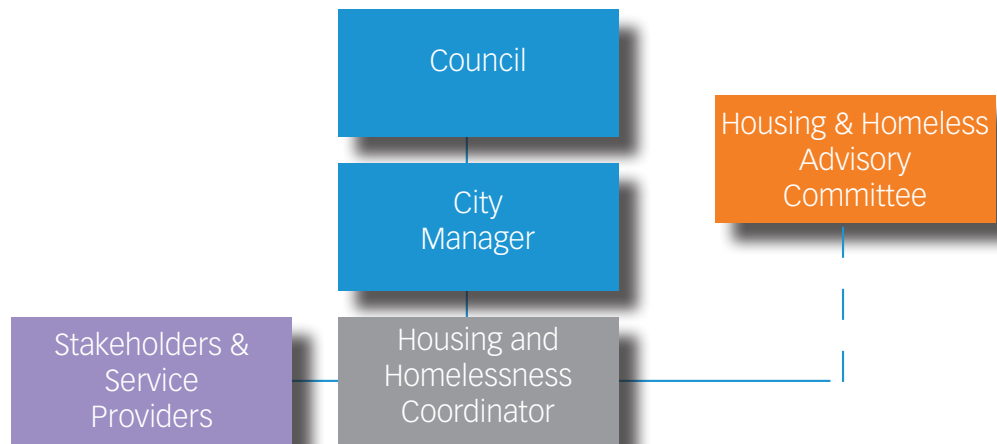 Council
Housing & Homeless
Advisory
Committee
City
Manager
Stakeholders &
Service
Providers
Housing and
Homelessness
Coordinator